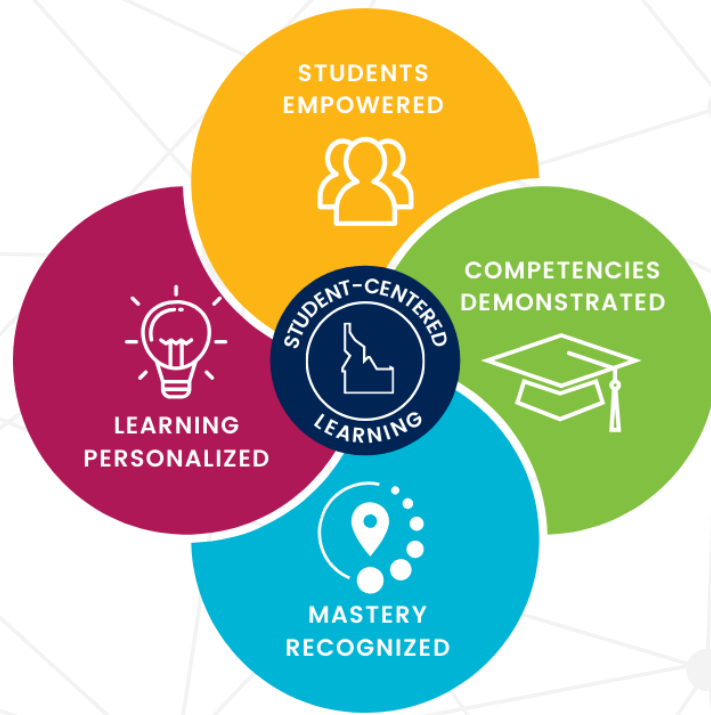 STUDENTS
EMPOWERED
COMPETENCIES
DEMONSTRATED
STUDENT-CENTERED
LEARNING
LEARNING
PERSONALIZED
MASTERY
RECOGNIZED